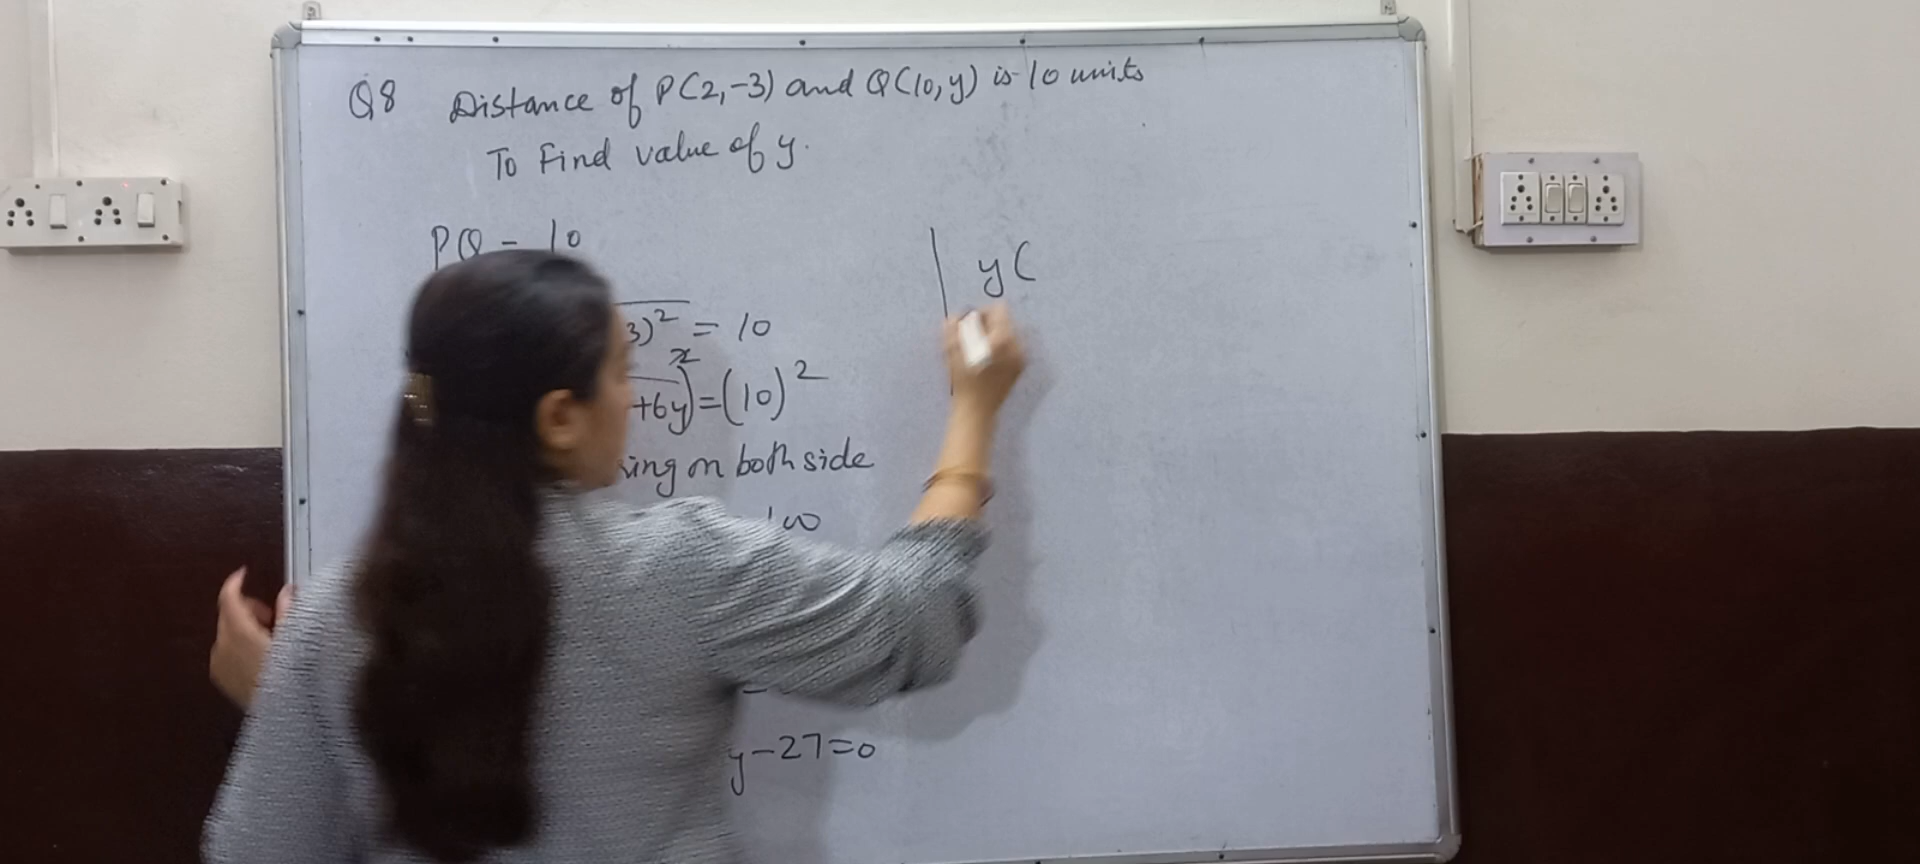 Q8 Distance of P(2,-3) and Q(10,y) is 10 units
To Find value of y.
PQ = 10
3)² = 10
+6y)² = (10)²
on both side
100
y-27=0
y(